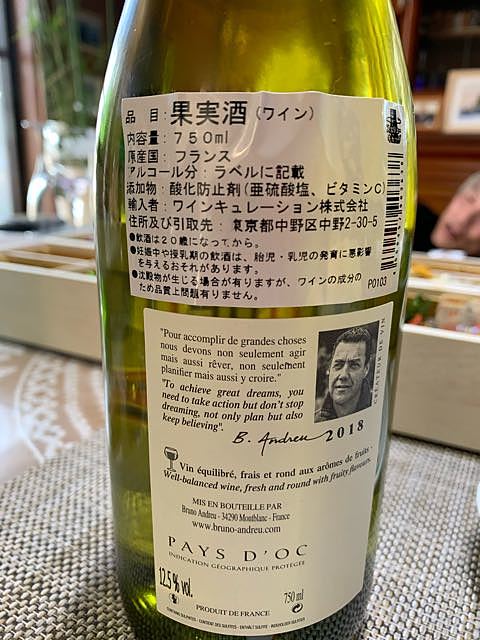 品　目：果実酒（ワイン）
内容量：７５０ml
原産国：フランス
アルコール分：ラベルに記載
添加物：酸化防止剤（亜硫酸塩、ビタミンC）
輸入者：ワインキュレーション株式会社
住所及び引取先：東京都中野区中野2-30-5
●飲酒は２０歳になってから。
●妊娠中や授乳期の飲酒は、胎児・乳児の発育に悪影響
を与えるおそれがあります。
●沈殿物が生じる場合が有りますが、ワインの成分の
ため品質上問題有りません。
P0103
"Pour accomplir de grandes choses
nous devons non seulement agir
mais aussi rêver, non seulement
planifier mais aussi y croire."
"To achieve great dreams, you
need to take action but don't stop
dreaming, not only plan but also
keep believing".
CRÉATEUR DE VIN
B. Andreu 2018
Vin équilibré, frais et rond aux arômes de fruits -
Well-balanced wine, fresh and round with fruity flavours.
MIS EN BOUTEILLE PAR
Bruno Andreu - 34290 Montblanc - France
www.bruno-andreu.com
PAYS D'OC
INDICATION GÉOGRAPHIQUE PROTÉGÉE
12.5 % vol.
750 ml
PRODUIT DE FRANCE
CONTAINS SULPHITES - CONTIENT DES SULFITES - ENTHÄLT SULFITE -